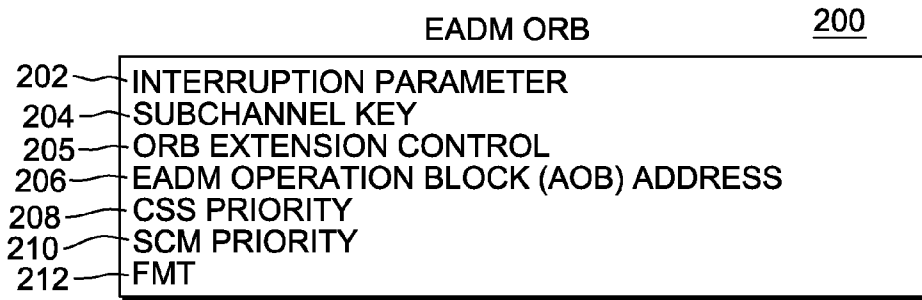 EADM ORB 200
202 INTERRUPTION PARAMETER
204 SUBCHANNEL KEY
205 ORB EXTENSION CONTROL
206 EADM OPERATION BLOCK (AOB) ADDRESS
208 CSS PRIORITY
210 SCM PRIORITY
212 FMT